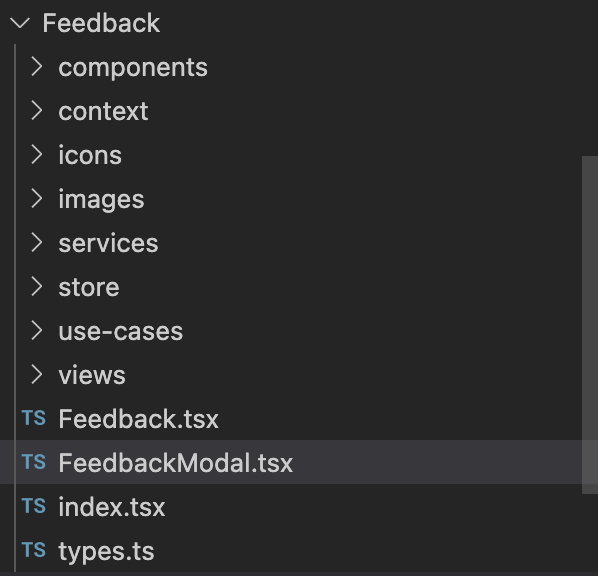 Feedback
components
context
icons
images
services
store
use-cases
views
TS Feedback.tsx
TS FeedbackModal.tsx
TS index.tsx
TS types.ts